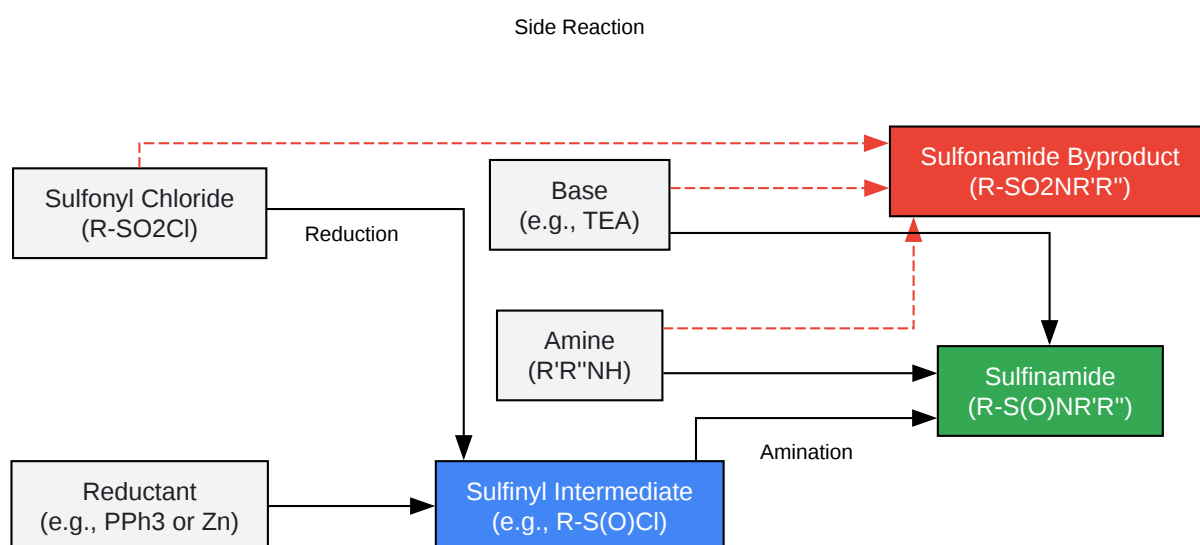 Side Reaction
Sulfonamide Byproduct
(R-SO2NR'R")
Sulfonyl Chloride
(R-SO2Cl)
Base
(e.g., TEA)
Reduction
Amine
(R'R"NH)
Sulfinamide
(R-S(O)NR'R")
Amination
Reductant
(e.g., PPh3 or Zn)
Sulfinyl Intermediate
(e.g., R-S(O)Cl)